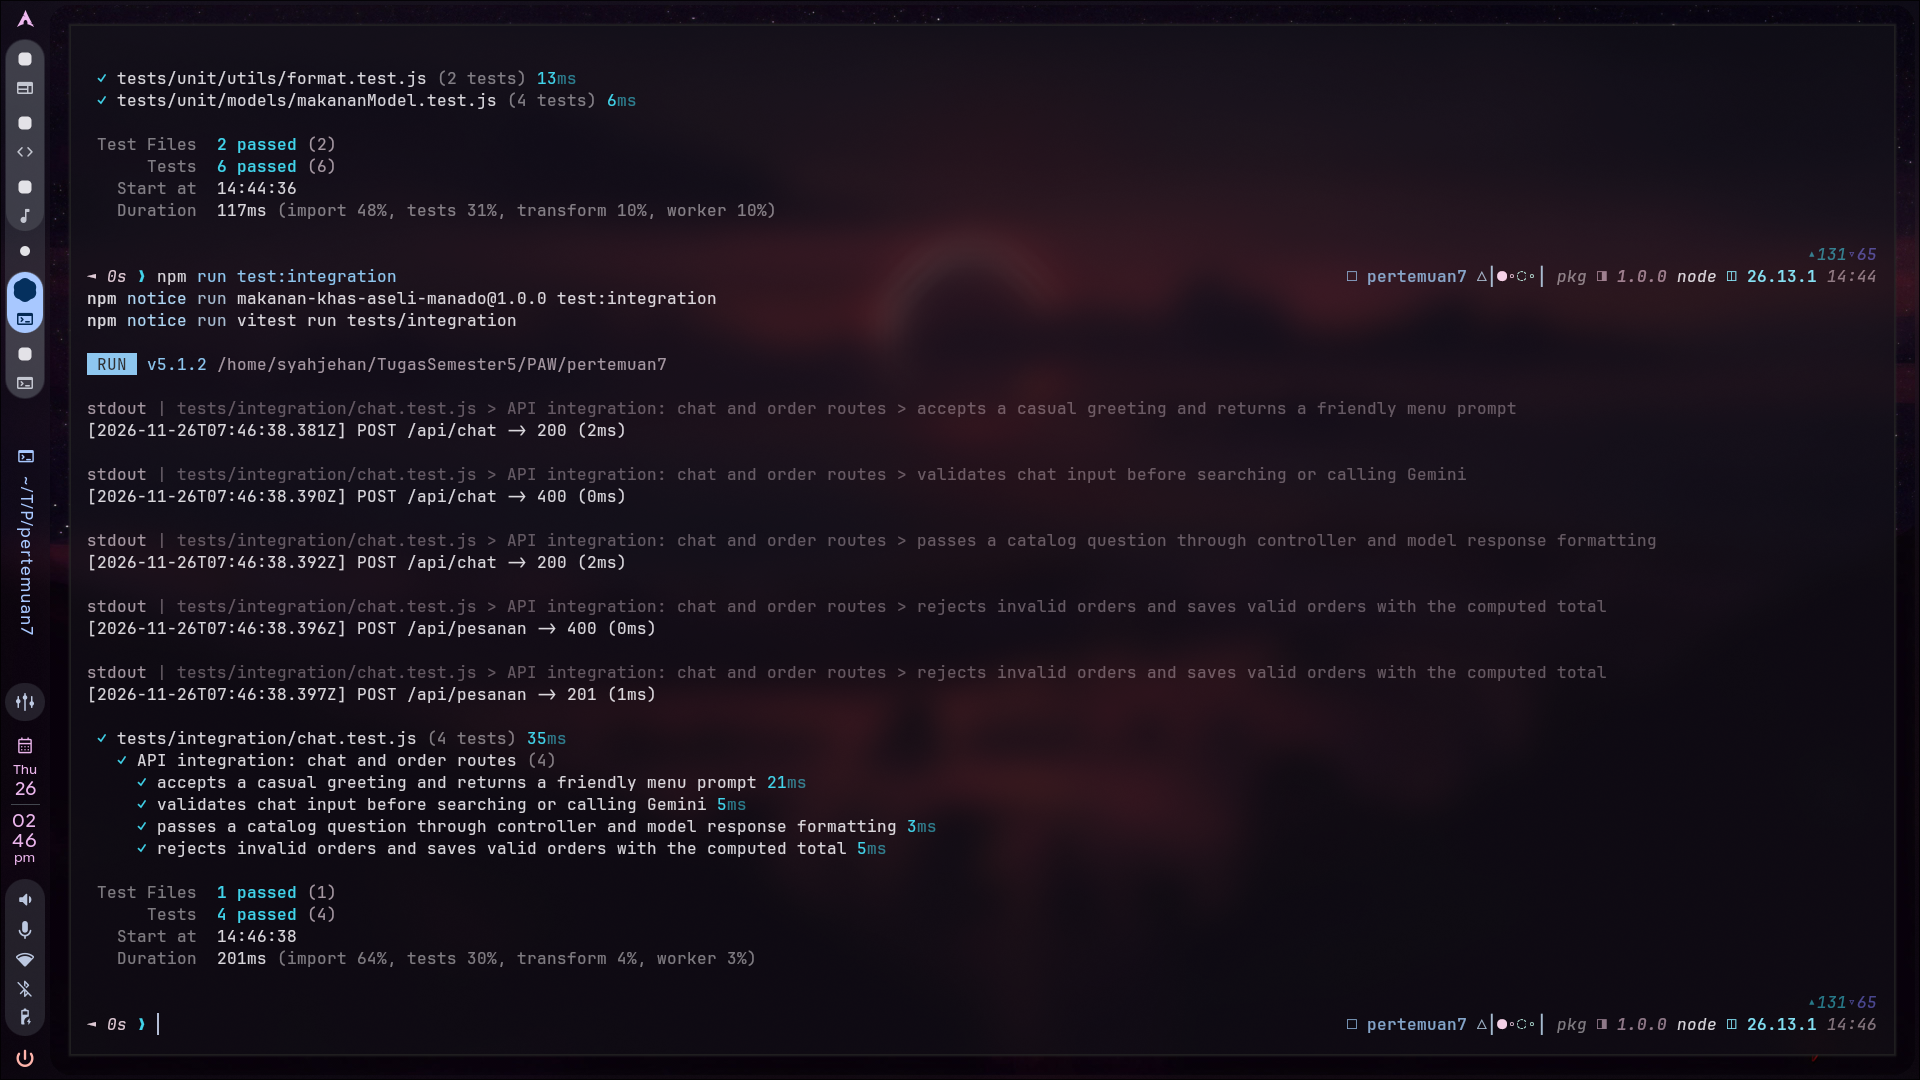 ✓ tests/unit/utils/format.test.js (2 tests) 13ms
✓ tests/unit/models/makananModel.test.js (4 tests) 6ms
Test Files  2 passed (2)
Tests  6 passed (6)
Start at  14:44:36
Duration  117ms (import 48%, tests 31%, transform 10%, worker 10%)
131 65
0s ❱ npm run test:integration
pertemuan7 pkg 1.0.0 node 26.13.1 14:44
npm notice run makanan-khas-aseli-manado@1.0.0 test:integration
npm notice run vitest run tests/integration
RUN v5.1.2 /home/syahjehan/TugasSemester5/PAW/pertemuan7
stdout | tests/integration/chat.test.js > API integration: chat and order routes > accepts a casual greeting and returns a friendly menu prompt
[2026-11-26T07:46:38.381Z] POST /api/chat -> 200 (2ms)
stdout | tests/integration/chat.test.js > API integration: chat and order routes > validates chat input before searching or calling Gemini
[2026-11-26T07:46:38.390Z] POST /api/chat -> 400 (0ms)
stdout | tests/integration/chat.test.js > API integration: chat and order routes > passes a catalog question through controller and model response formatting
[2026-11-26T07:46:38.392Z] POST /api/chat -> 200 (2ms)
stdout | tests/integration/chat.test.js > API integration: chat and order routes > rejects invalid orders and saves valid orders with the computed total
[2026-11-26T07:46:38.396Z] POST /api/pesanan -> 400 (0ms)
stdout | tests/integration/chat.test.js > API integration: chat and order routes > rejects invalid orders and saves valid orders with the computed total
[2026-11-26T07:46:38.397Z] POST /api/pesanan -> 201 (1ms)
✓ tests/integration/chat.test.js (4 tests) 35ms
✓ API integration: chat and order routes (4)
✓ accepts a casual greeting and returns a friendly menu prompt 21ms
✓ validates chat input before searching or calling Gemini 5ms
✓ passes a catalog question through controller and model response formatting 3ms
✓ rejects invalid orders and saves valid orders with the computed total 5ms
Test Files  1 passed (1)
Tests  4 passed (4)
Start at  14:46:38
Duration  201ms (import 64%, tests 30%, transform 4%, worker 3%)
131 65
0s ❱
pertemuan7 pkg 1.0.0 node 26.13.1 14:46
~/T/P/pertemuan7
Thu
26
02
46
pm